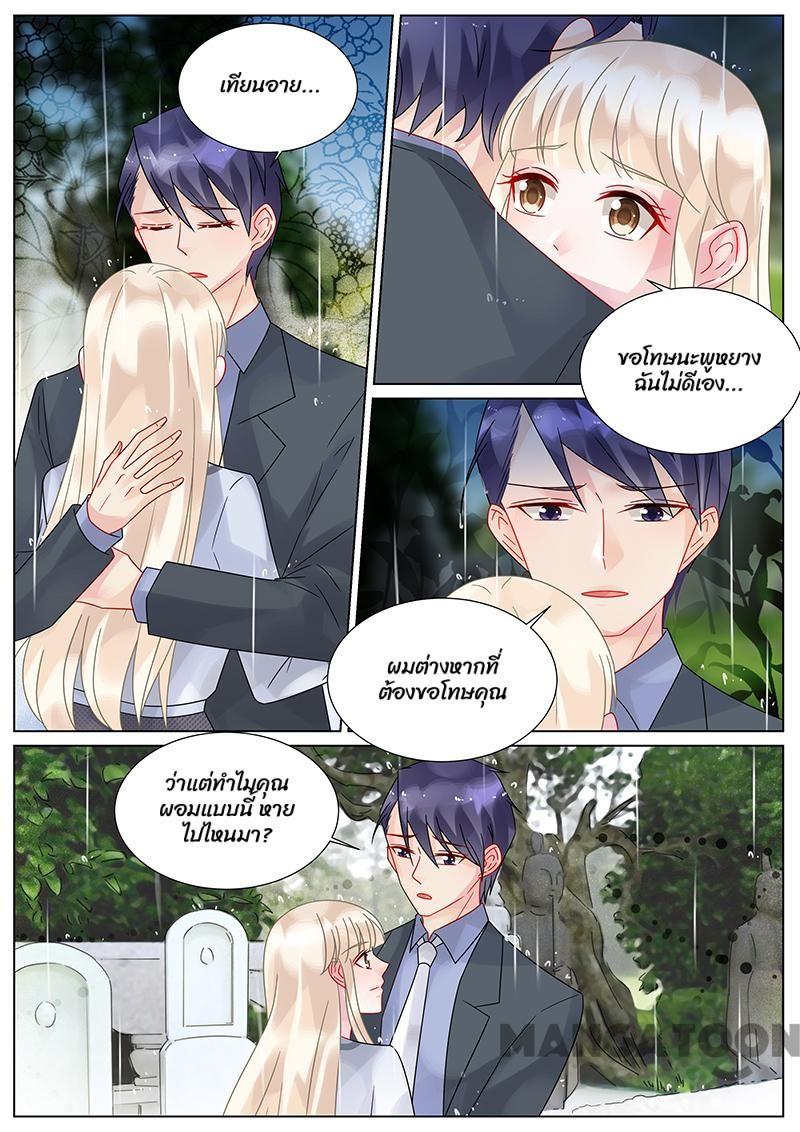 เทียนอาย...
ขอโทษนะพูหยาง
ฉันไม่ดีเอง...
ผมต่างหากที่
ต้องขอโทษคุณ
ว่าแต่ทำไมคุณ
ผอมแบบนี้ หาย
ไปไหนมา?
MANGATOON